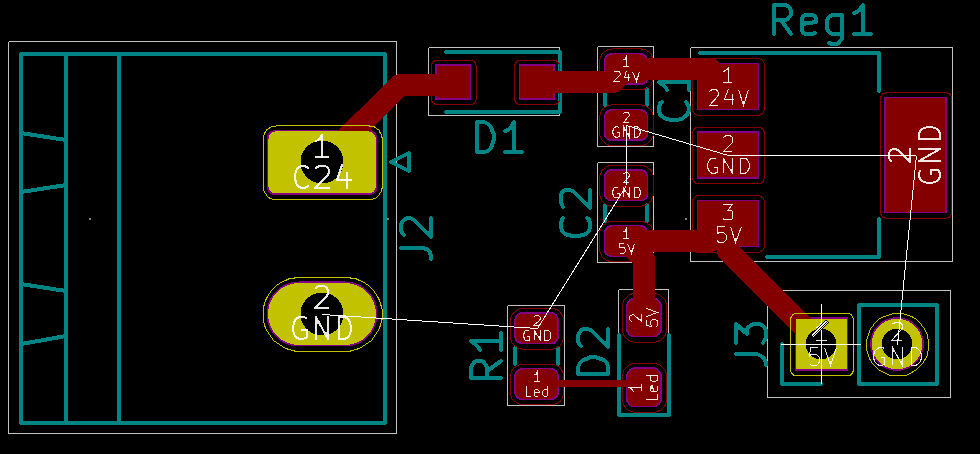 Reg1
1
24V
C1
1
24V
D1
2
GND
2
GND
2
GND
1
C24
2
GND
C2
1
5V
3
5V
J2
2
GND
R1
2
GND
D2
2
5V
J3
1
5V
2
GND
1
Led
1
Led